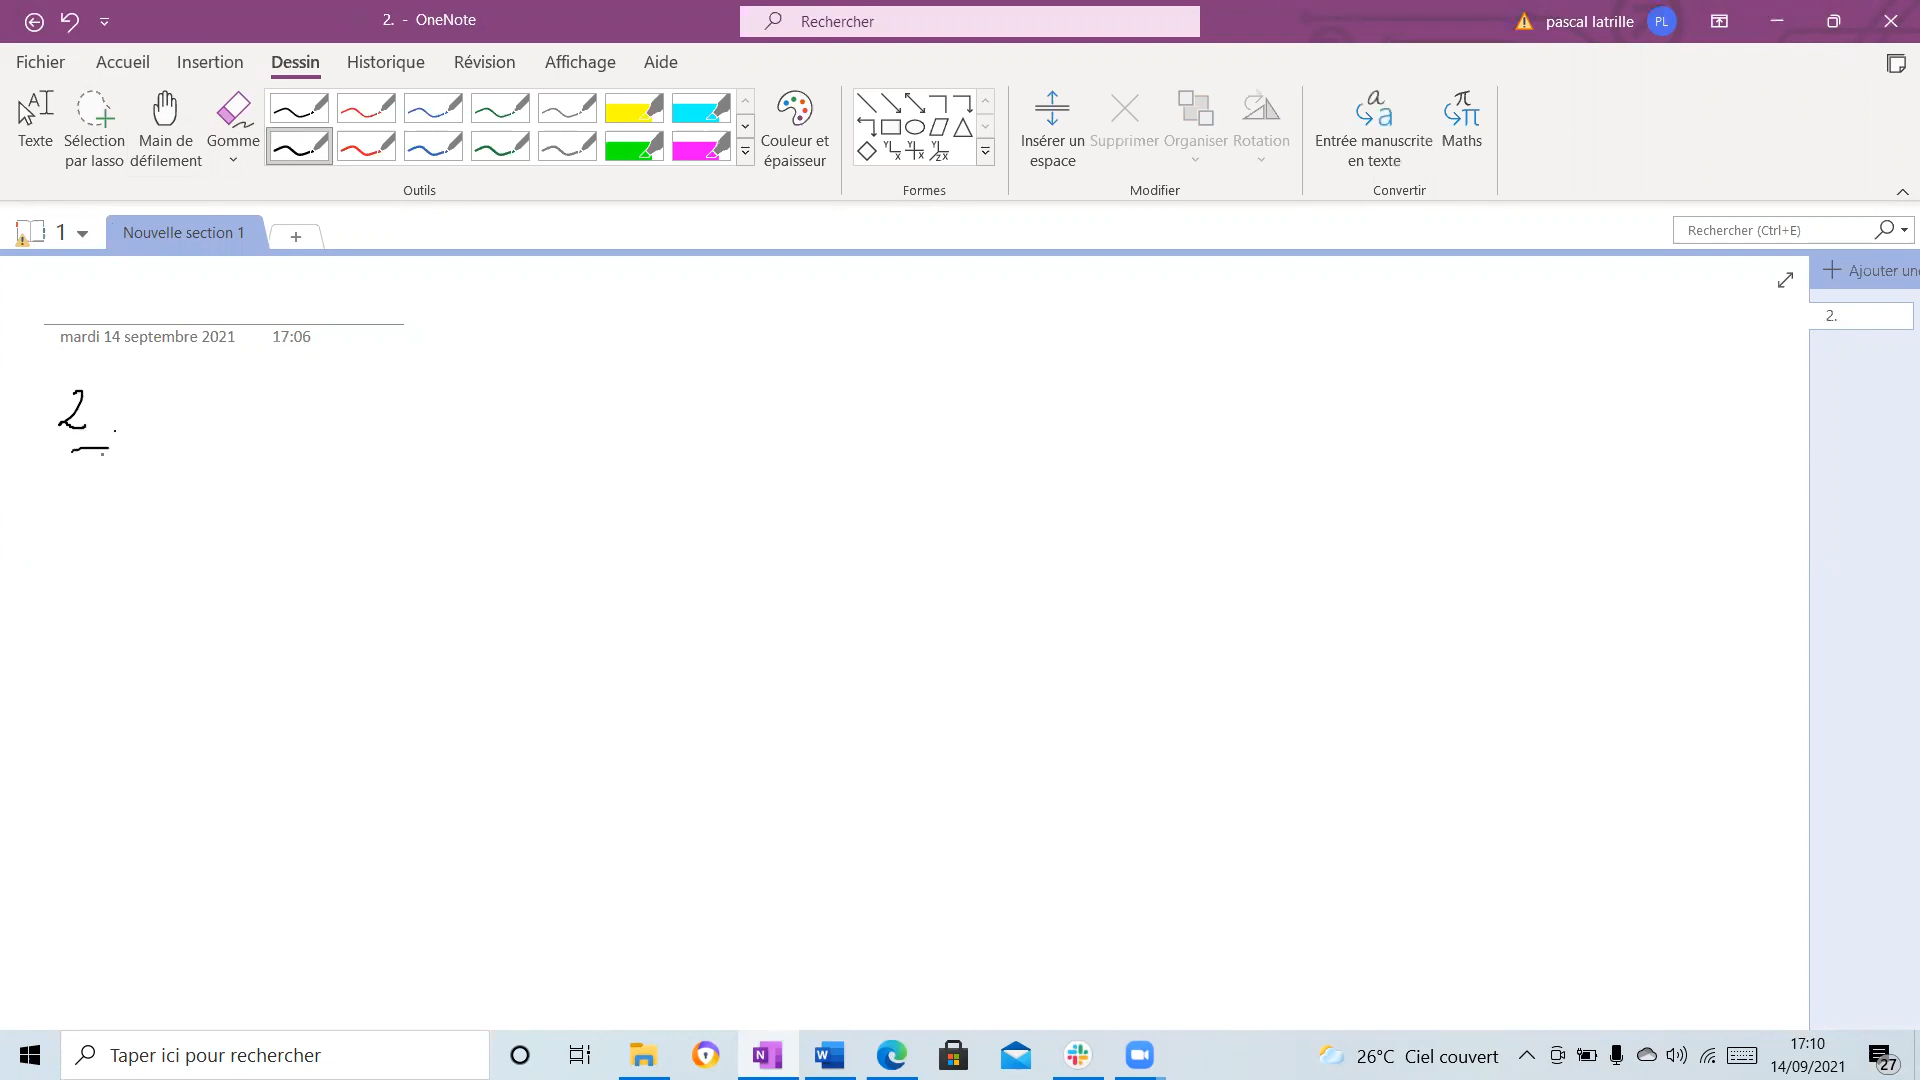 2. - OneNote
Rechercher
pascal latrille
PL
Fichier Accueil Insertion Dessin Historique Révision Affichage Aide
Texte
Sélection par lasso
Main de défilement
Gomme
Couleur et épaisseur
Insérer un espace
Supprimer
Organiser
Rotation
Entrée manuscrite en texte
Maths
Outils
Formes
Modifier
Convertir
1
Nouvelle section 1
+
Rechercher (Ctrl+E)
Ajouter une
2.
mardi 14 septembre 2021 17:06
2.
Taper ici pour rechercher
26°C Ciel couvert
17:10
14/09/2021
27